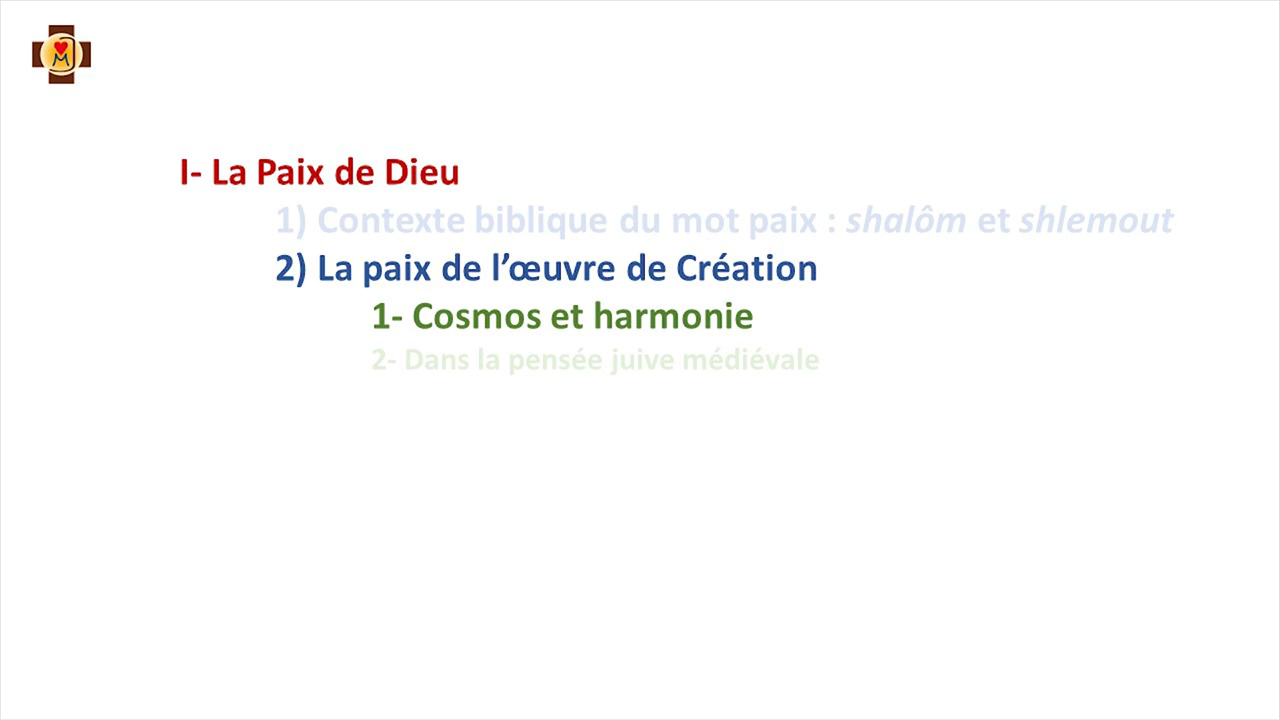 I- La Paix de Dieu
1) Contexte biblique du mot paix : shalôm et shlemout
2) La paix de l’œuvre de Création
1- Cosmos et harmonie
2- Dans la pensée juive médiévale